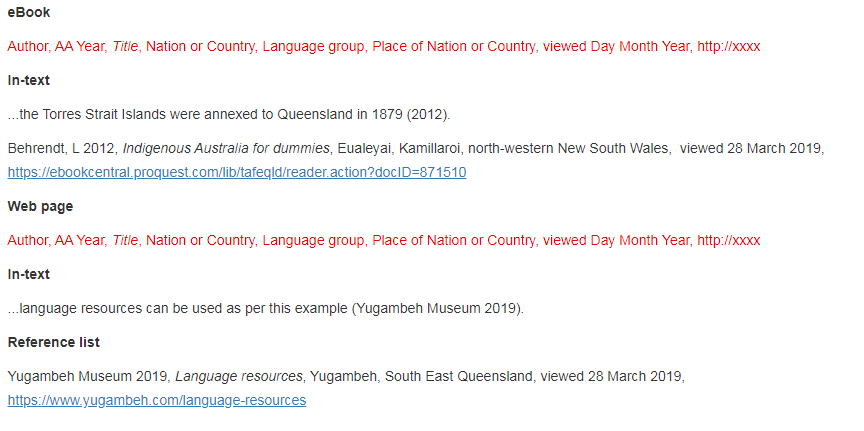 eBook
Author, AA Year, Title, Nation or Country, Language group, Place of Nation or Country, viewed Day Month Year, http://xxxx
In-text
...the Torres Strait Islands were annexed to Queensland in 1879 (2012).
Behrendt, L 2012, Indigenous Australia for dummies, Eualeyai, Kamillaroi, north-western New South Wales,  viewed 28 March 2019,
https://ebookcentral.proquest.com/lib/tafeqld/reader.action?docID=871510
Web page
Author, AA Year, Title, Nation or Country, Language group, Place of Nation or Country, viewed Day Month Year, http://xxxx
In-text
...language resources can be used as per this example (Yugambeh Museum 2019).
Reference list
Yugambeh Museum 2019, Language resources, Yugambeh, South East Queensland, viewed 28 March 2019,
https://www.yugambeh.com/language-resources